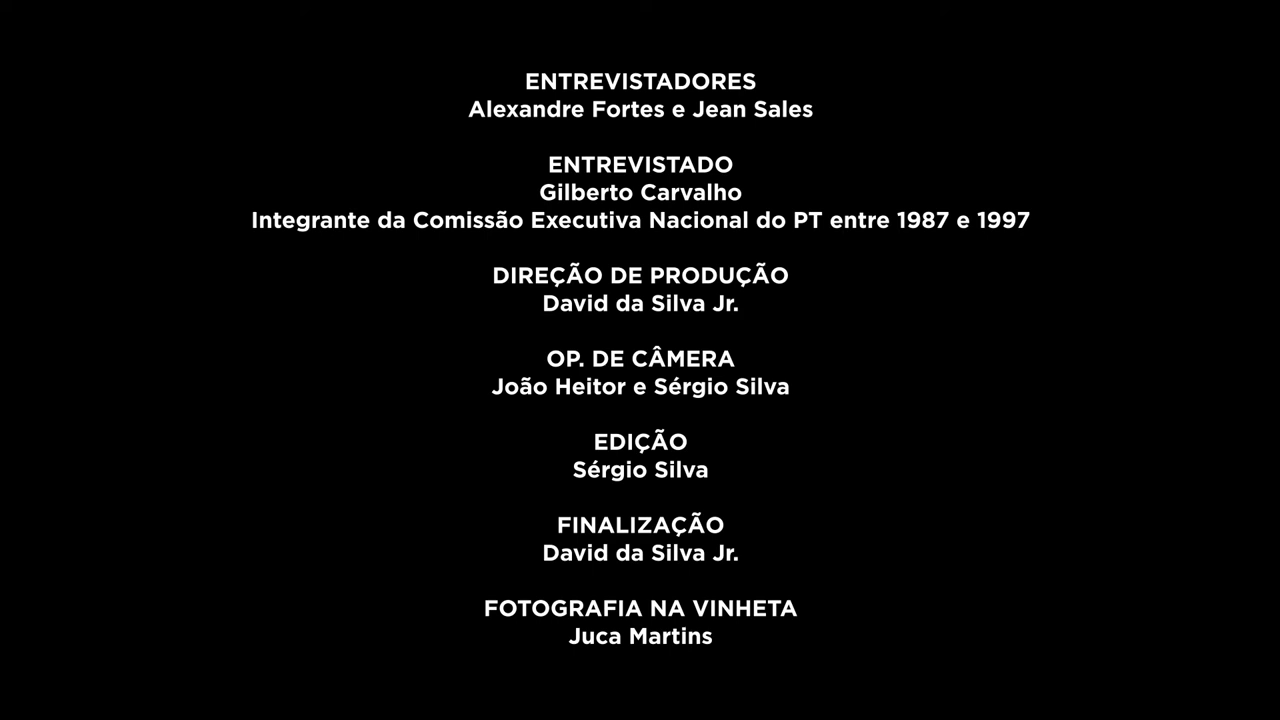 ENTREVISTADORES
Alexandre Fortes e Jean Sales
ENTREVISTADO
Gilberto Carvalho
Integrante da Comissão Executiva Nacional do PT entre 1987 e 1997
DIREÇÃO DE PRODUÇÃO
David da Silva Jr.
OP. DE CÂMERA
João Heitor e Sérgio Silva
EDIÇÃO
Sérgio Silva
FINALIZAÇÃO
David da Silva Jr.
FOTOGRAFIA NA VINHETA
Juca Martins